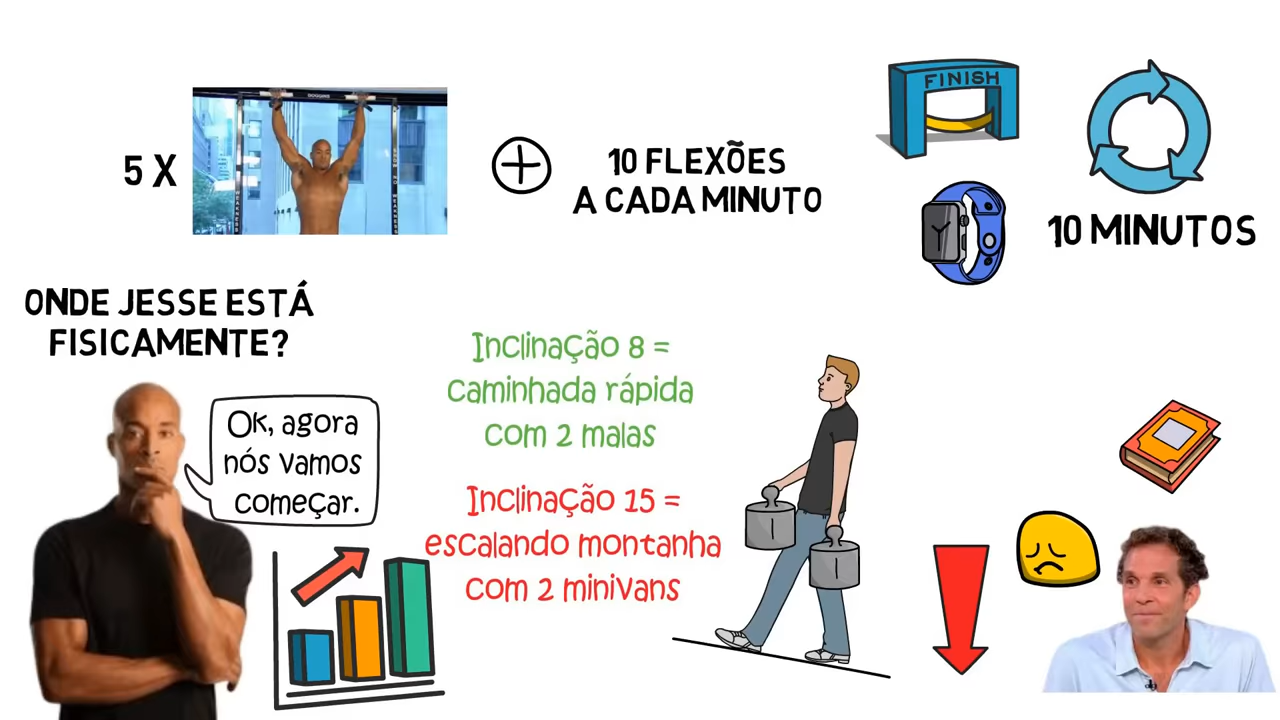 5 X
10 FLEXÕES
A CADA MINUTO
FINISH
10 MINUTOS
ONDE JESSE ESTÁ
FISICAMENTE?
Ok, agora
nós vamos
começar.
Inclinação 8 =
caminhada rápida
com 2 malas
Inclinação 15 =
escalando montanha
com 2 minivans